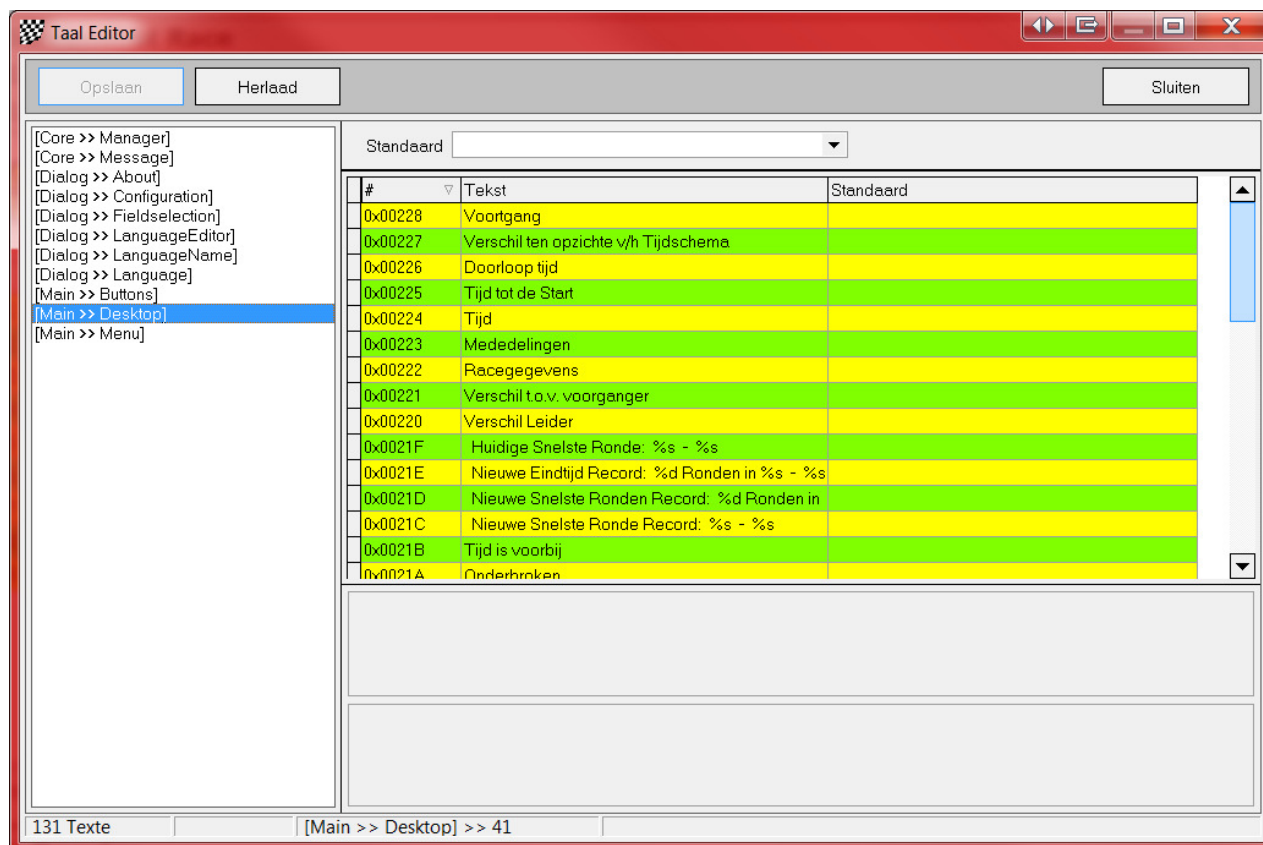 Taal Editor
Opslaan Herlaad Sluiten
[Core >> Manager]
[Core >> Message]
[Dialog >> About]
[Dialog >> Configuration]
[Dialog >> Fieldselection]
[Dialog >> LanguageEditor]
[Dialog >> LanguageName]
[Dialog >> Language]
[Main >> Buttons]
[Main >> Desktop]
[Main >> Menu]
Standaard
# Tekst Standaard
0x00228 Voortgang
0x00227 Verschil ten opzichte v/h Tijdschema
0x00226 Doorloop tijd
0x00225 Tijd tot de Start
0x00224 Tijd
0x00223 Mededelingen
0x00222 Racegegevens
0x00221 Verschil t.o.v. voorganger
0x00220 Verschil Leider
0x0021F Huidige Snelste Ronde: %s - %s
0x0021E Nieuwe Eindtijd Record: %d Ronden in %s - %s
0x0021D Nieuwe Snelste Ronden Record: %d Ronden in
0x0021C Nieuwe Snelste Ronde Record: %s - %s
0x0021B Tijd is voorbij
0x0021A Onderbroken
131 Texte [Main >> Desktop] >> 41